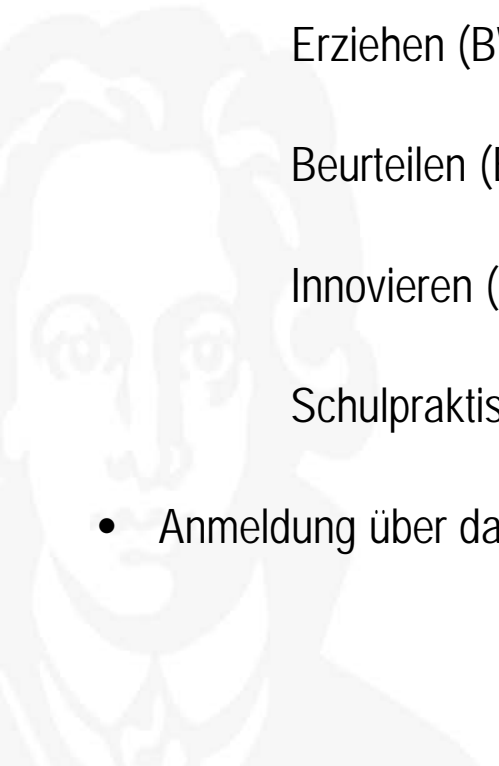 Erziehen (B
Beurteilen (
Innovieren (
Schulpraktis
• Anmeldung über da